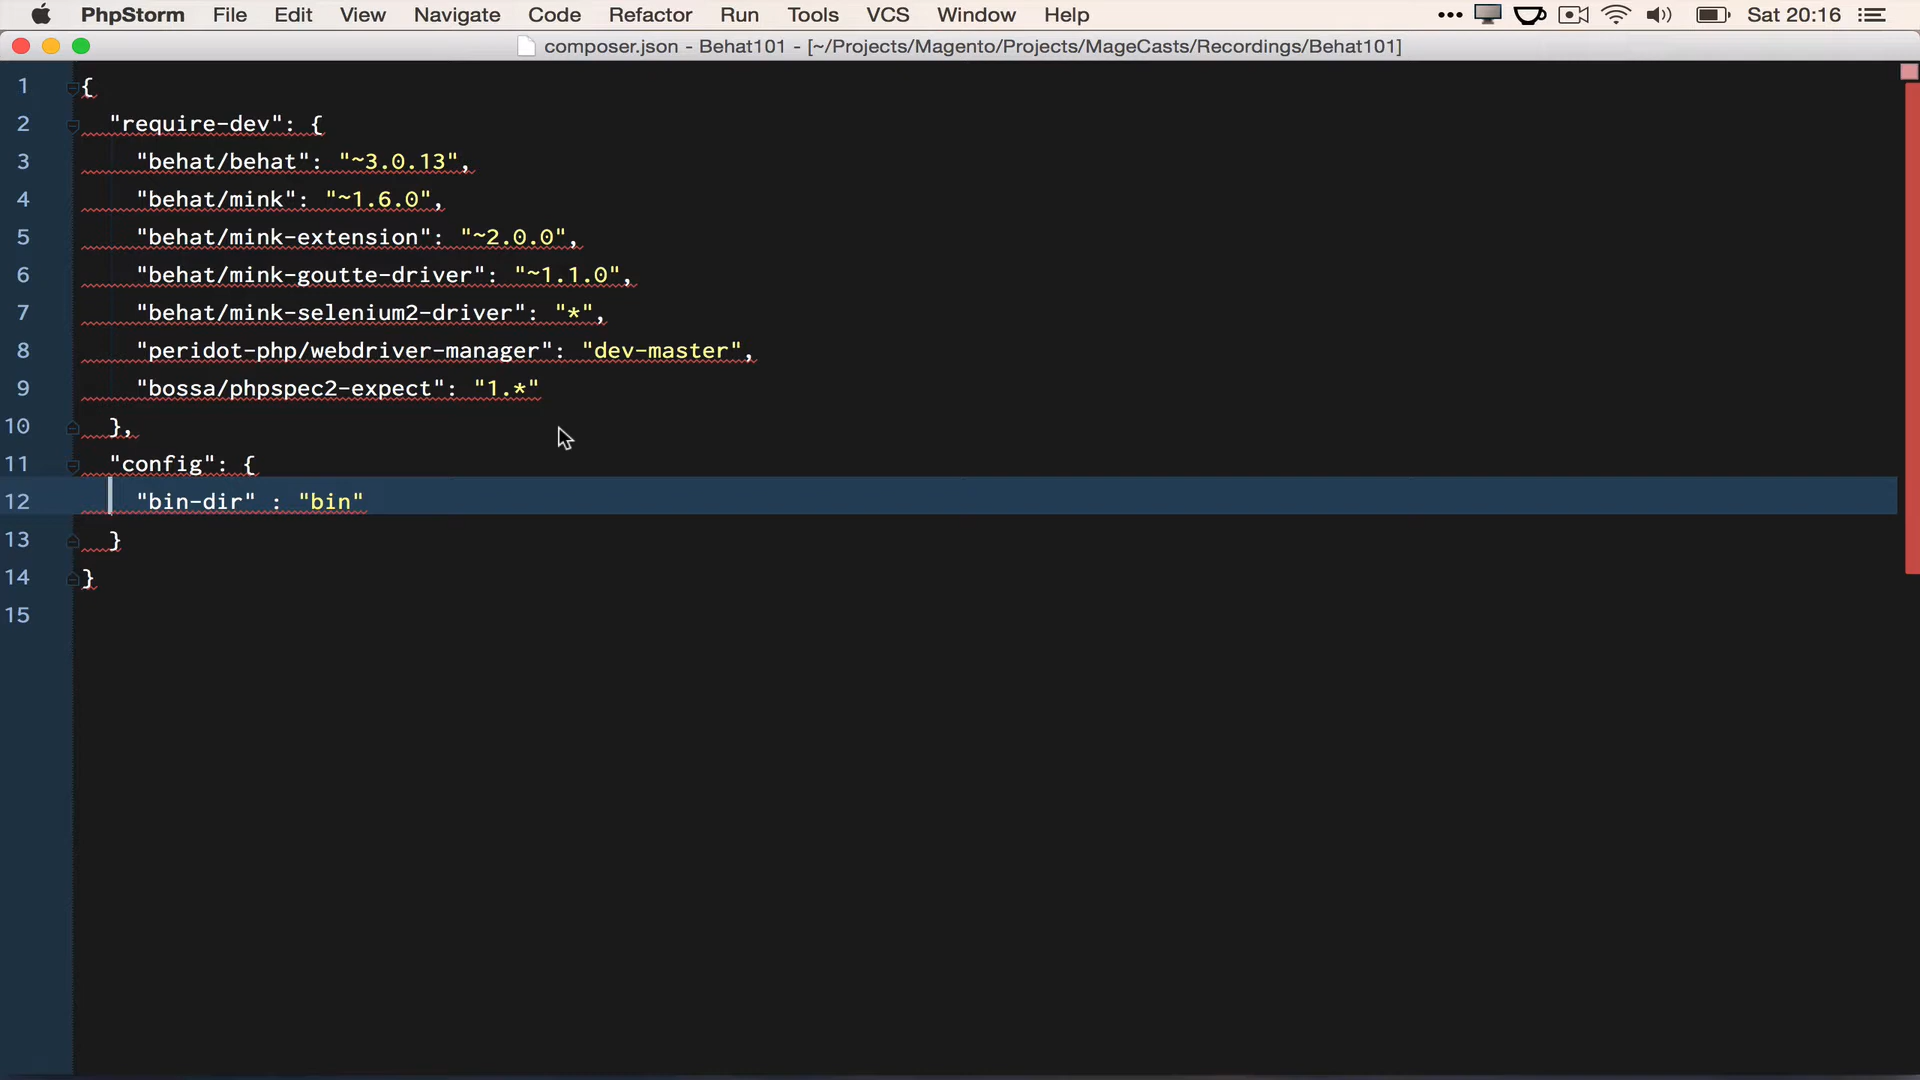 PhpStorm File Edit View Navigate Code Refactor Run Tools VCS Window Help Sat 20:16
composer.json - Behat101 - [~/Projects/Magento/Projects/MageCasts/Recordings/Behat101]
1 {
2 "require-dev": {
3 "behat/behat": "~3.0.13",
4 "behat/mink": "~1.6.0",
5 "behat/mink-extension": "~2.0.0",
6 "behat/mink-goutte-driver": "~1.1.0",
7 "behat/mink-selenium2-driver": "*",
8 "peridot-php/webdriver-manager": "dev-master",
9 "bossa/phpspec2-expect": "1.*"
10 },
11 "config": {
12 "bin-dir" : "bin"
13 }
14 }
15